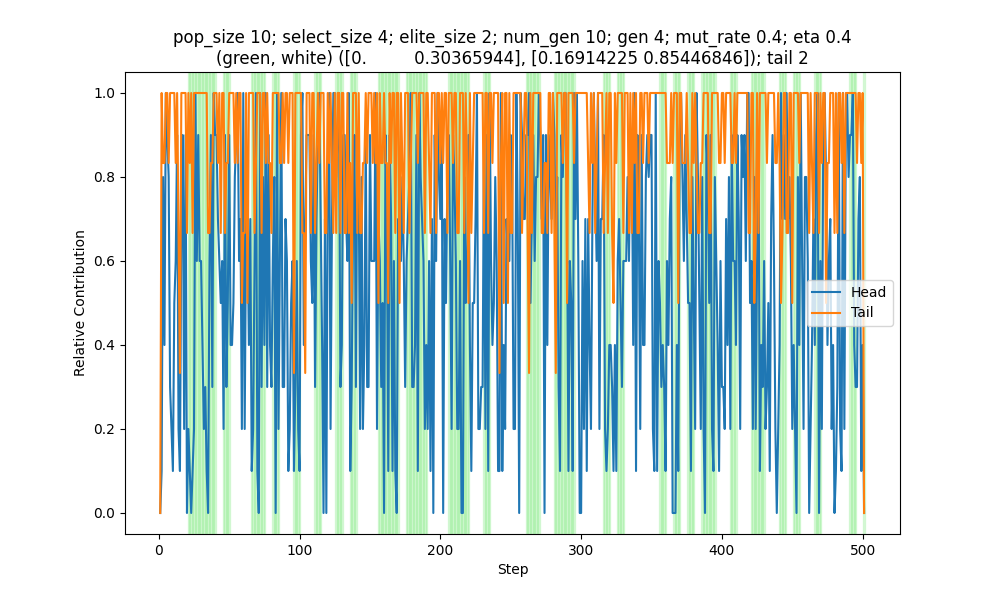 pop_size 10; select_size 4; elite_size 2; num_gen 10; gen 4; mut_rate 0.4; eta 0.4
(green, white) ([0.         0.30365944], [0.16914225 0.85446846]); tail 2
1.0
0.8
0.6
0.4
0.2
0.0
Relative Contribution
Head
Tail
0 100 200 300 400 500
Step